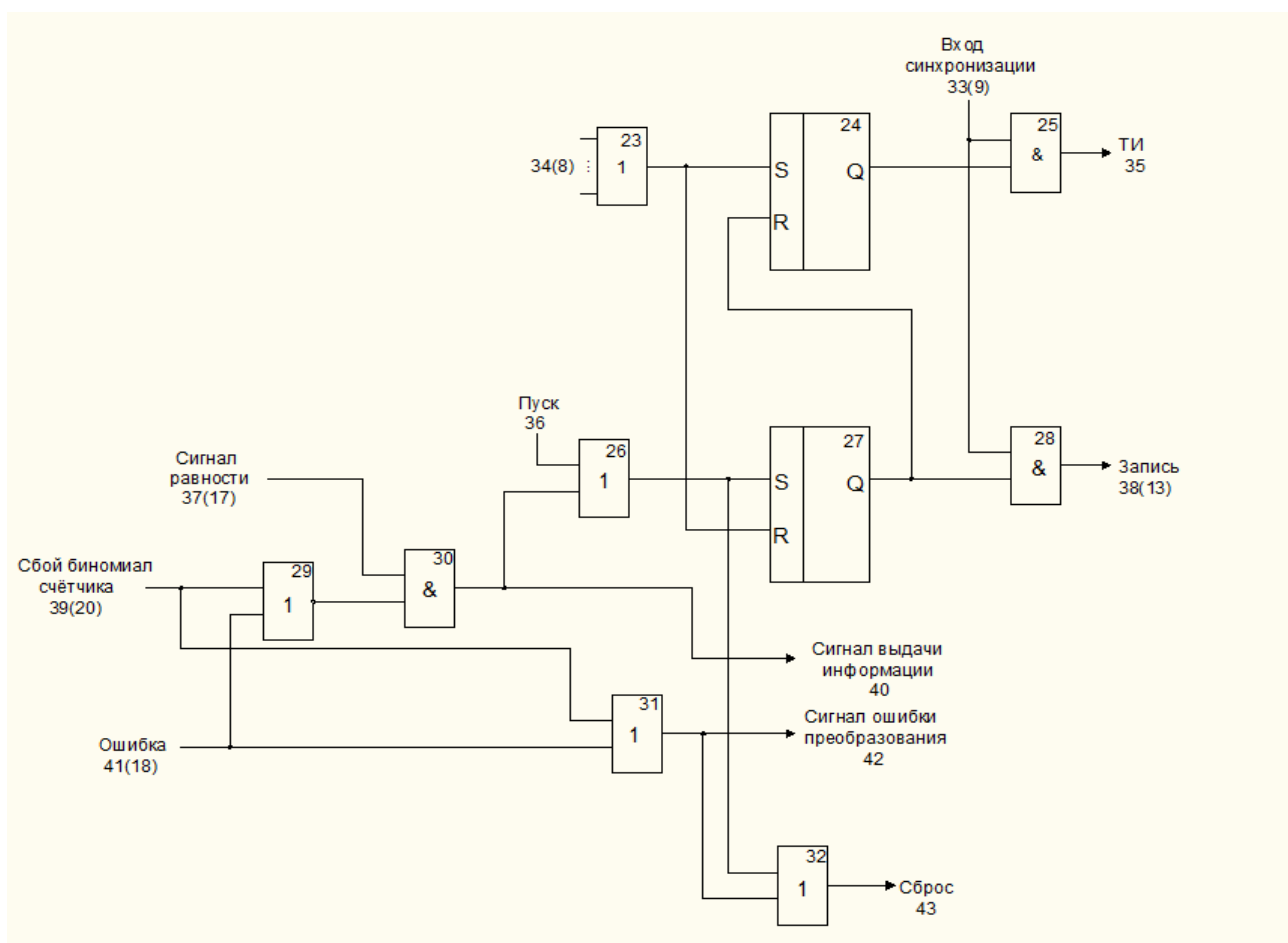 Вход
синхронизации
33(9)
23
1
34(8)
24
S
Q
R
25
&
ТИ
35
Пуск
36
26
1
27
S
Q
R
28
&
Запись
38(13)
Сигнал
равности
37(17)
Сбой биномиал
счётчика
39(20)
29
1
30
&
Сигнал выдачи
информации
40
31
1
Сигнал ошибки
преобразования
42
Ошибка
41(18)
32
1
Сброс
43